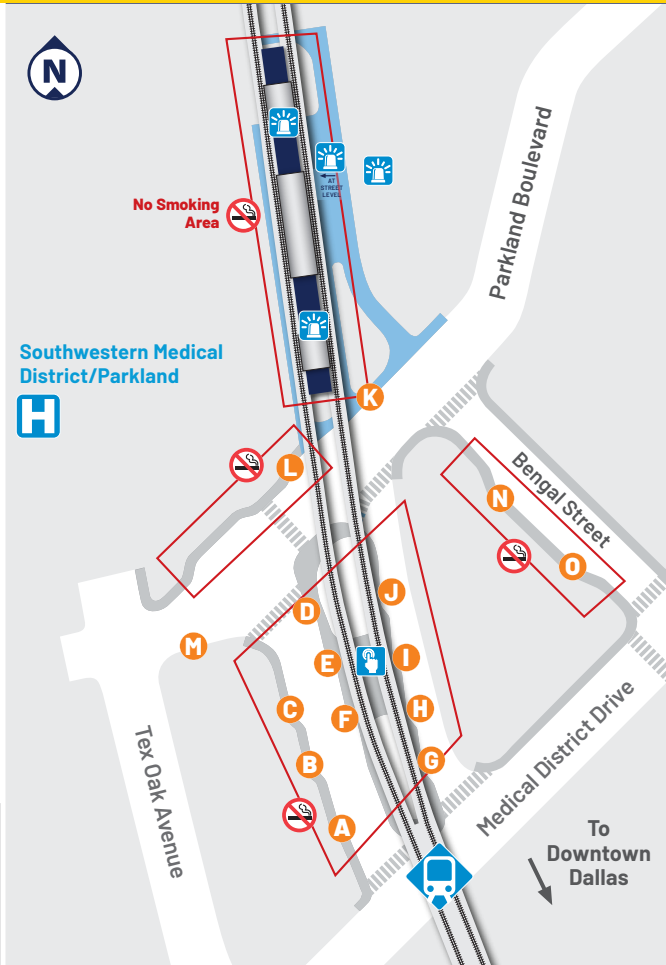 N
No Smoking
Area
AT
STREET
LEVEL
Parkland Boulevard
Southwestern Medical
District/Parkland
H
K
L
Bengal Street
N
O
D
J
M
E
I
C
F
H
B
G
A
Tex Oak Avenue
Medical District Drive
To
Downtown
Dallas